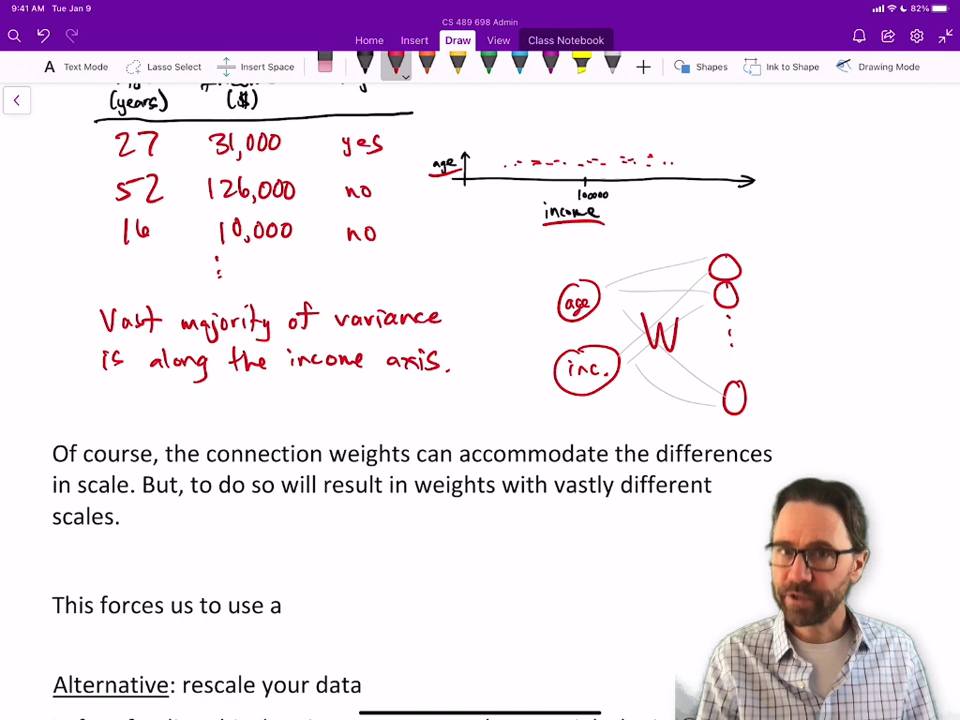 9:41 AM Tue Jan 9
82%
CS 489 698 Admin
Home Insert Draw View Class Notebook
A Text Mode Lasso Select Insert Space Shapes Ink to Shape Drawing Mode
(years) ($)
27 31,000 yes
52 126,000 no
16 10,000 no
age
100000
income
Vast majority of variance
is along the income axis.
age
inc.
W
Of course, the connection weights can accommodate the differences
in scale. But, to do so will result in weights with vastly different
scales.
This forces us to use a
Alternative: rescale your data